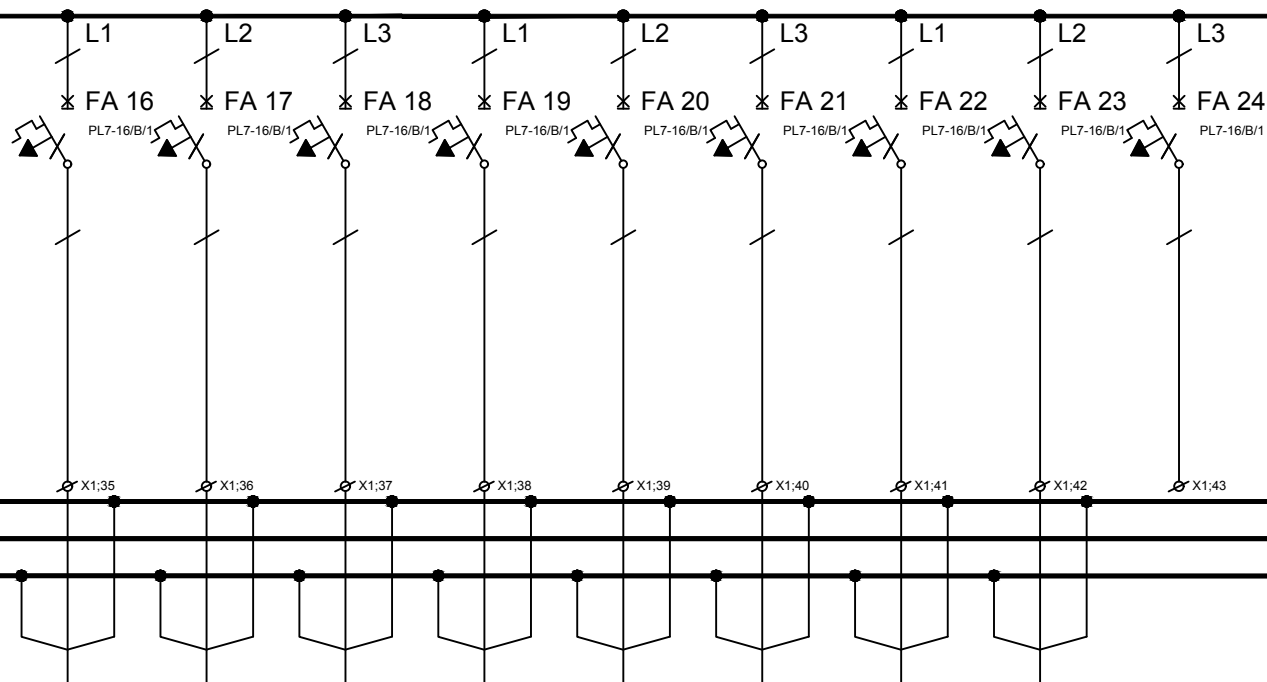 L1 L2 L3 L1 L2 L3 L1 L2 L3
FA 16 FA 17 FA 18 FA 19 FA 20 FA 21 FA 22 FA 23 FA 24
PL7-16/B/1 PL7-16/B/1 PL7-16/B/1 PL7-16/B/1 PL7-16/B/1 PL7-16/B/1 PL7-16/B/1 PL7-16/B/1 PL7-16/B/1
X1;35 X1;36 X1;37 X1;38 X1;39 X1;40 X1;41 X1;42 X1;43